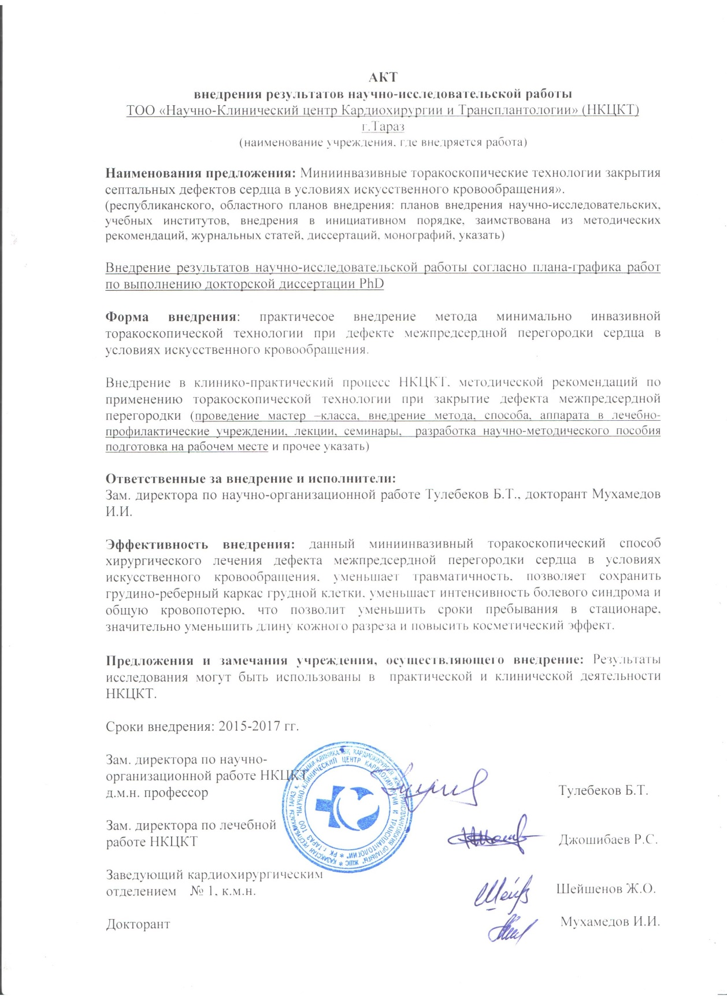 АКТ
внедрения результатов научно-исследовательской работы
ТОО «Научно-Клинический центр Кардиохирургии и Трансплантологии» (НКЦКТ)
г.Тараз
(наименование учреждения, где внедряется работа)
Наименования предложения: Миниинвазивные торакоскопические технологии закрытия
септальных дефектов сердца в условиях искусственного кровообращения».
(республиканского, областного планов внедрения: планов внедрения научно-исследовательских,
учебных институтов, внедрения в инициативном порядке, заимствована из методических
рекомендаций, журнальных статей, диссертаций, монографий, указать)
Внедрение результатов научно-исследовательской работы согласно плана-графика работ
по выполнению докторской диссертации PhD
Форма внедрения: практичесое внедрение метода минимально инвазивной
торакоскопической технологии при дефекте межпредсердной перегородки сердца в
условиях искусственного кровообращения.
Внедрение в клинико-практический процесс НКЦКТ, методической рекомендаций по
применению торакоскопической технологии при закрытие дефекта межпредсердной
перегородки (проведение мастер –класса, внедрение метода, способа, аппарата в лечебно-
профилактические учреждении, лекции, семинары, разработка научно-методического пособия
подготовка на рабочем месте и прочее указать)
Ответственные за внедрение и исполнители:
Зам. директора по научно-организационной работе Тулебеков Б.Т., докторант Мухамедов
И.И.
Эффективность внедрения: данный миниинвазивный торакоскопический способ
хирургического лечения дефекта межпредсердной перегородки сердца в условиях
искусственного кровообращения, уменьшает травматичность, позволяет сохранить
грудино-реберный каркас грудной клетки, уменьшает интенсивность болевого синдрома и
общую кровопотерю, что позволит уменьшить сроки пребывания в стационаре,
значительно уменьшить длину кожного разреза и повысить косметический эффект.
Предложения и замечания учреждения, осуществляющего внедрение: Результаты
исследования могут быть использованы в практической и клинической деятельности
НКЦКТ.
Сроки внедрения: 2015-2017 гг.
Зам. директора по научно-
организационной работе НКЦКТ
д.м.н. профессор Тулебеков Б.Т.
Зам. директора по лечебной
работе НКЦКТ Джошибаев Р.С.
Заведующий кардиохирургическим
отделением № 1, к.м.н. Шейшенов Ж.О.
Докторант Мухамедов И.И.
ТОО "НАУЧНО-КЛИНИЧЕСКИЙ ЦЕНТР КАРДИОХИРУРГИИ И ТРАНСПЛАНТОЛОГИИ" * РК г.ТАРАЗ